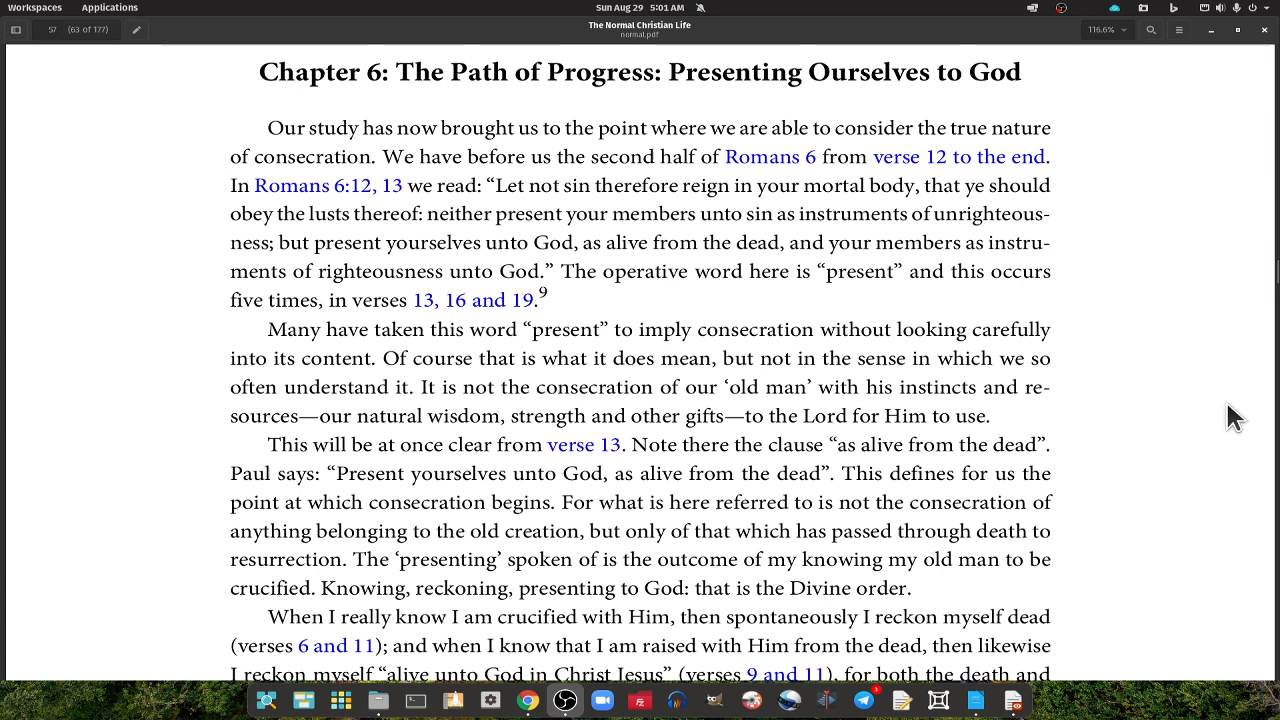 Workspaces Applications Sun Aug 29 5:01 AM
57 (63 of 177) The Normal Christian Life 116.6%
normal.pdf
Chapter 6: The Path of Progress: Presenting Ourselves to God
Our study has now brought us to the point where we are able to consider the true nature
of consecration. We have before us the second half of Romans 6 from verse 12 to the end.
In Romans 6:12, 13 we read: “Let not sin therefore reign in your mortal body, that ye should
obey the lusts thereof: neither present your members unto sin as instruments of unrighteous-
ness; but present yourselves unto God, as alive from the dead, and your members as instru-
ments of righteousness unto God.” The operative word here is “present” and this occurs
five times, in verses 13, 16 and 19.9
Many have taken this word “present” to imply consecration without looking carefully
into its content. Of course that is what it does mean, but not in the sense in which we so
often understand it. It is not the consecration of our ‘old man’ with his instincts and re-
sources—our natural wisdom, strength and other gifts—to the Lord for Him to use.
This will be at once clear from verse 13. Note there the clause “as alive from the dead”.
Paul says: “Present yourselves unto God, as alive from the dead”. This defines for us the
point at which consecration begins. For what is here referred to is not the consecration of
anything belonging to the old creation, but only of that which has passed through death to
resurrection. The ‘presenting’ spoken of is the outcome of my knowing my old man to be
crucified. Knowing, reckoning, presenting to God: that is the Divine order.
When I really know I am crucified with Him, then spontaneously I reckon myself dead
(verses 6 and 11); and when I know that I am raised with Him from the dead, then likewise
I reckon myself “alive unto God in Christ Jesus” (verses 9 and 11), for both the death and